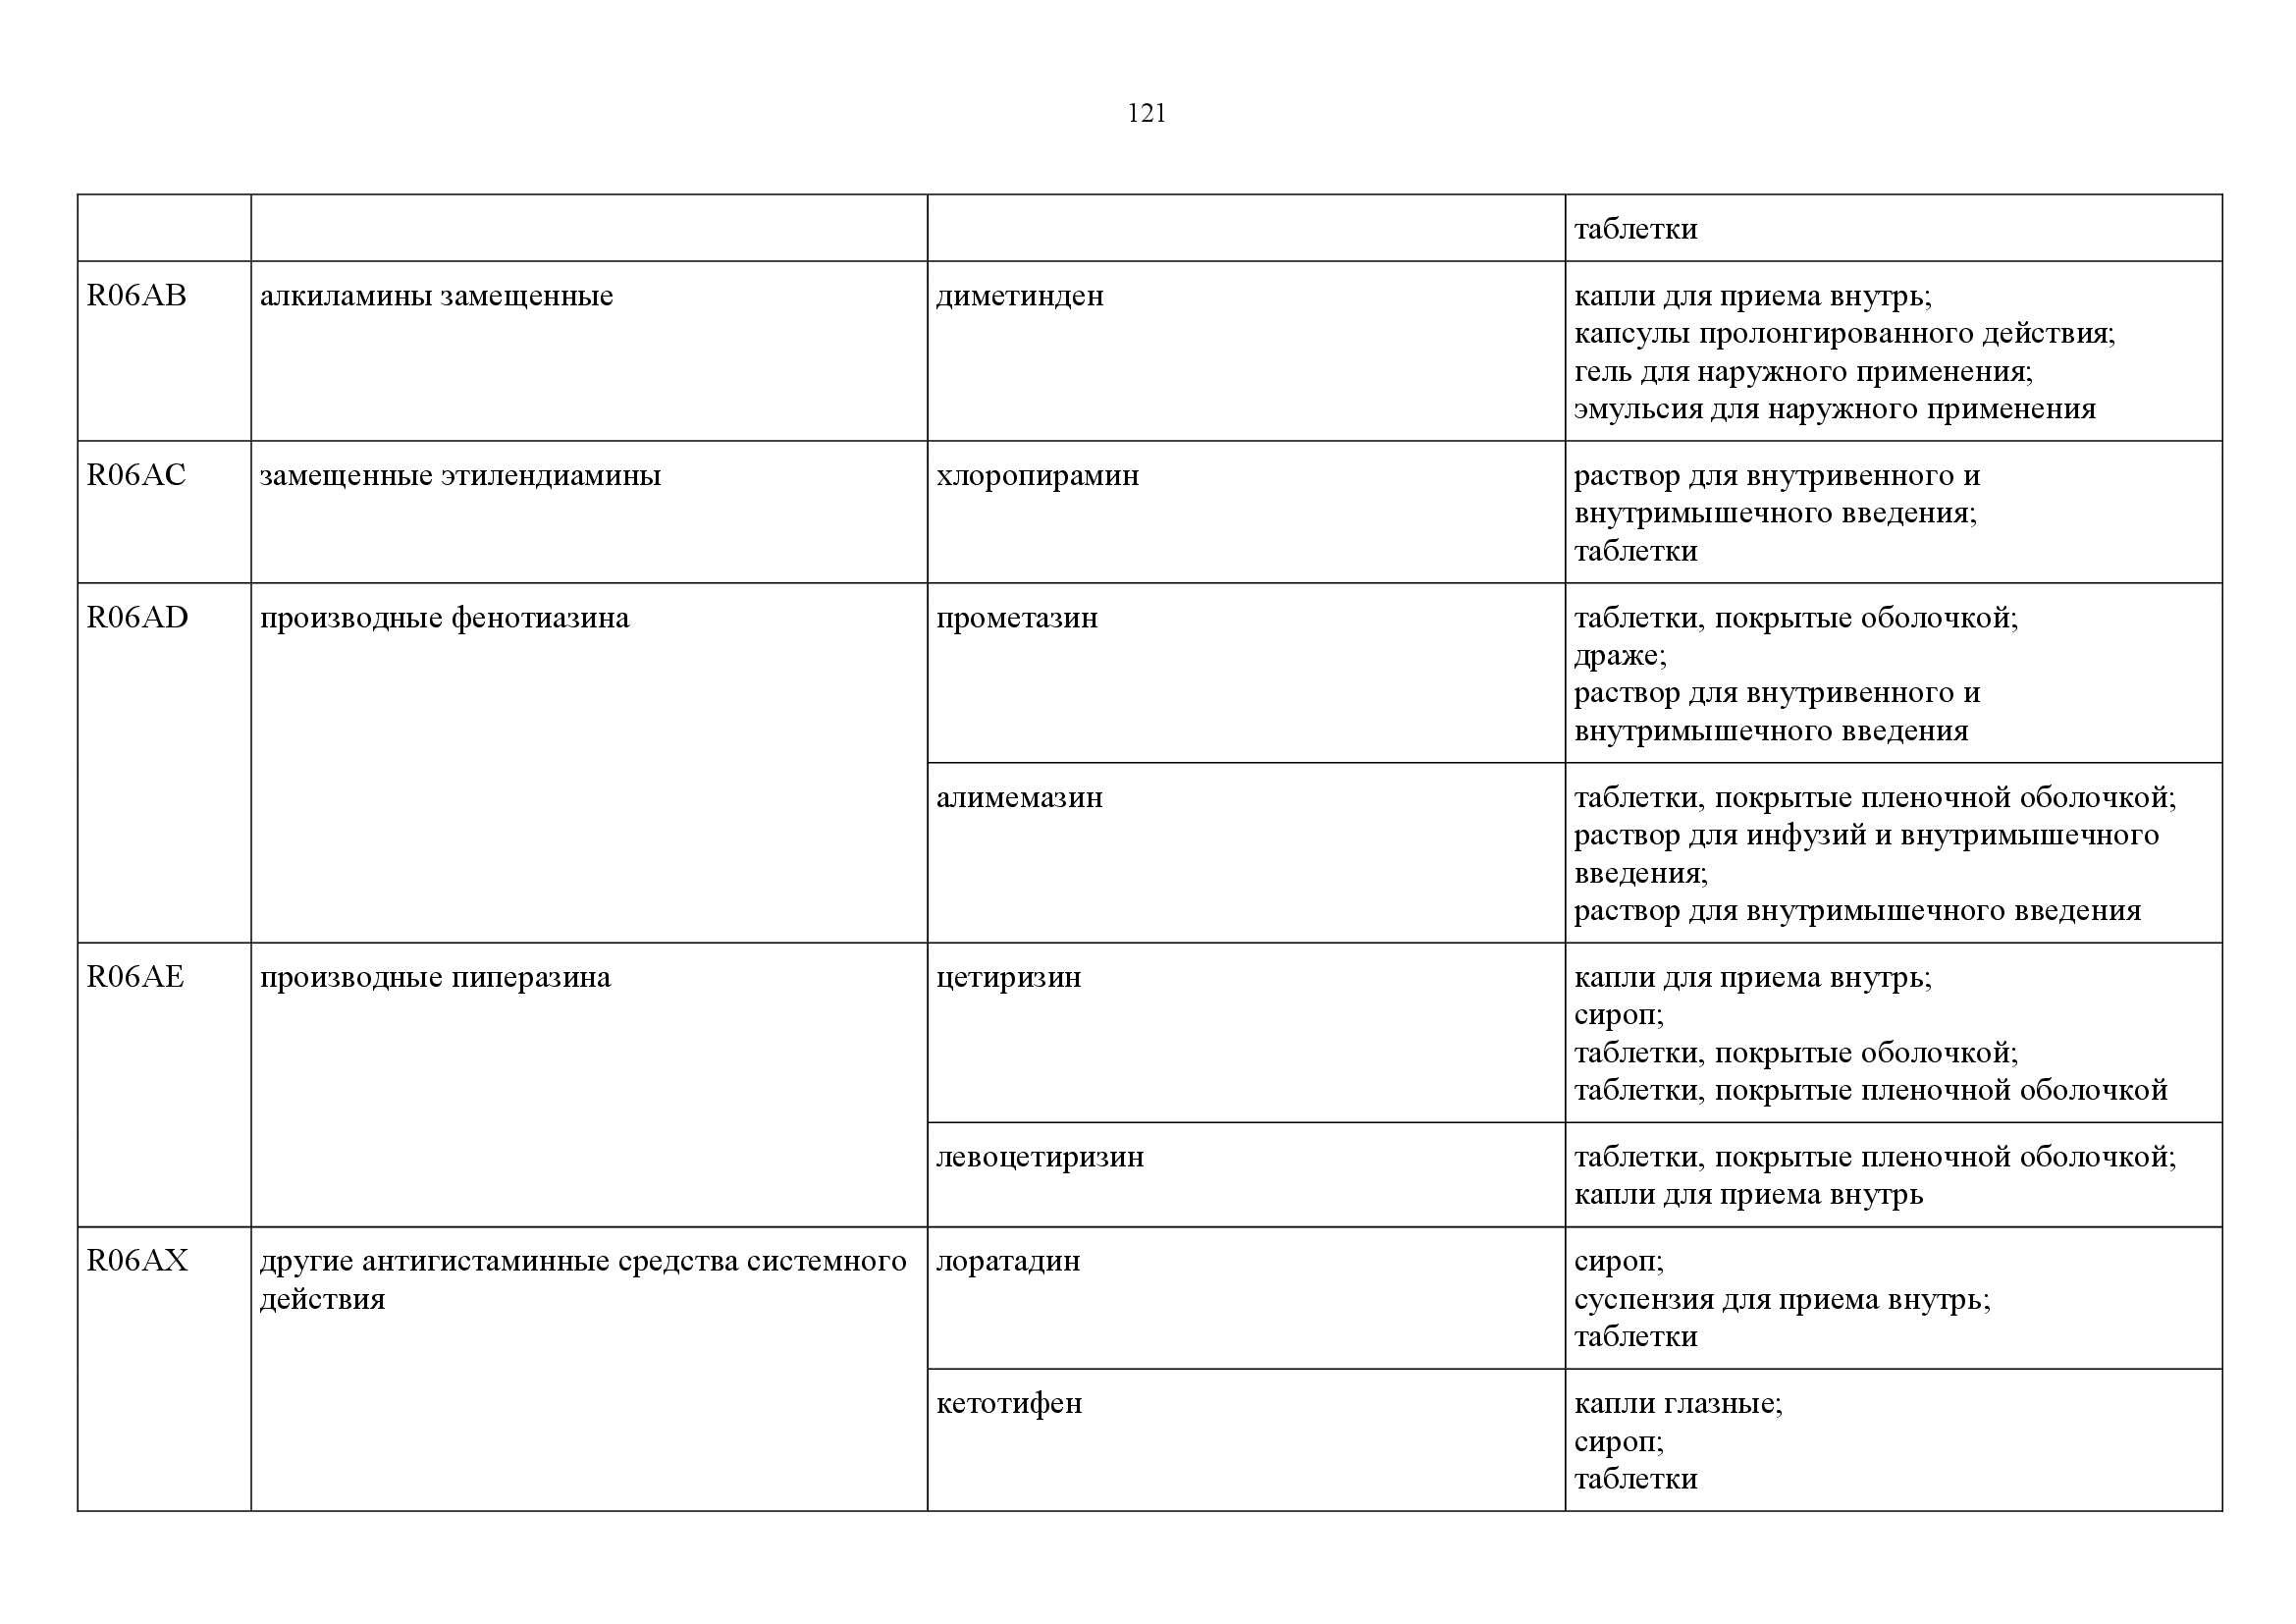 121
таблетки
R06AB
алкиламины замещенные
диметинден
капли для приема внутрь;
капсулы пролонгированного действия;
гель для наружного применения;
эмульсия для наружного применения
R06AC
замещенные этилендиамины
хлоропирамин
раствор для внутривенного и
внутримышечного введения;
таблетки
R06AD
производные фенотиазина
прометазин
таблетки, покрытые оболочкой;
драже;
раствор для внутривенного и
внутримышечного введения
алимемазин
таблетки, покрытые пленочной оболочкой;
раствор для инфузий и внутримышечного
введения;
раствор для внутримышечного введения
R06AE
производные пиперазина
цетиризин
капли для приема внутрь;
сироп;
таблетки, покрытые оболочкой;
таблетки, покрытые пленочной оболочкой
левоцетиризин
таблетки, покрытые пленочной оболочкой;
капли для приема внутрь
R06AX
другие антигистаминные средства системного
действия
лоратадин
сироп;
суспензия для приема внутрь;
таблетки
кетотифен
капли глазные;
сироп;
таблетки